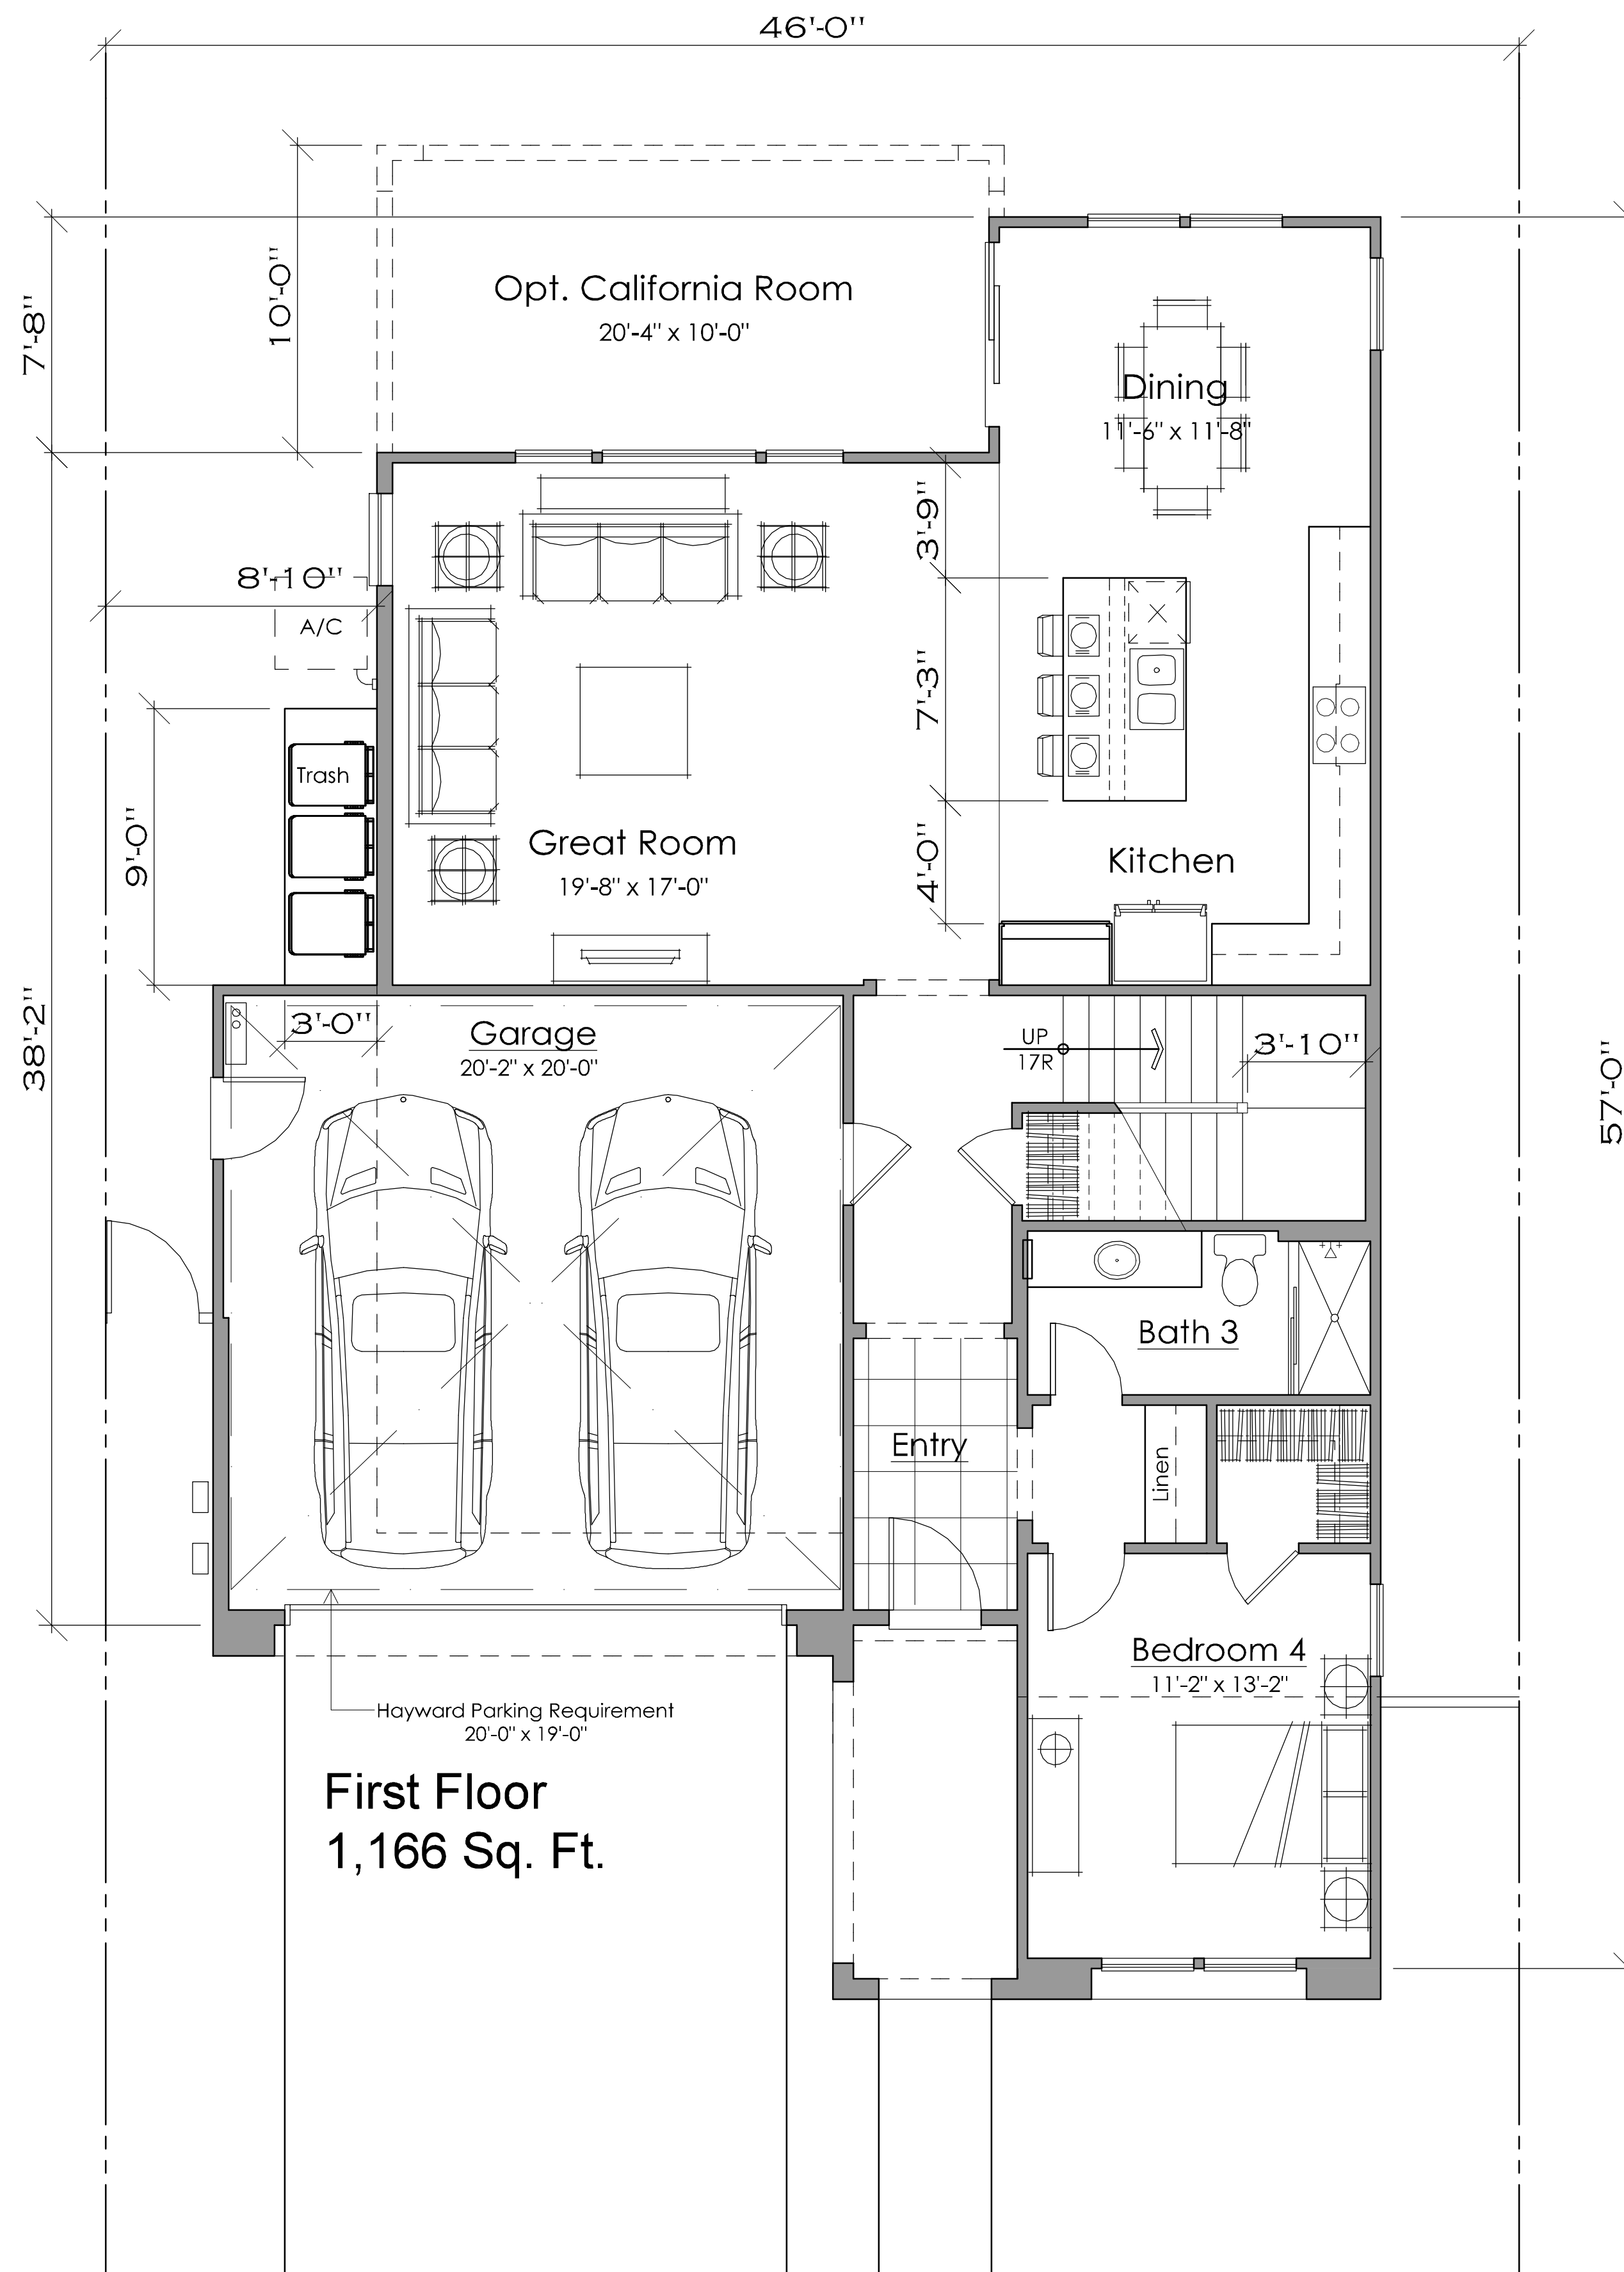 46'-0"
Opt. California Room
20'-4" x 10'-0"
10'-0"
7'-8"
Dining
11'-6" x 11'-8"
3'-9"
8'-10"
A/C
7'-3"
Trash
9'-0"
Great Room
19'-8" x 17'-0"
4'-0"
Kitchen
38'-2"
3'-0"
Garage
20'-2" x 20'-0"
UP
17R
3'-10"
57'-0"
Bath 3
Entry
Linen
Bedroom 4
11'-2" x 13'-2"
Hayward Parking Requirement
20'-0" x 19'-0"
First Floor
1,166 Sq. Ft.